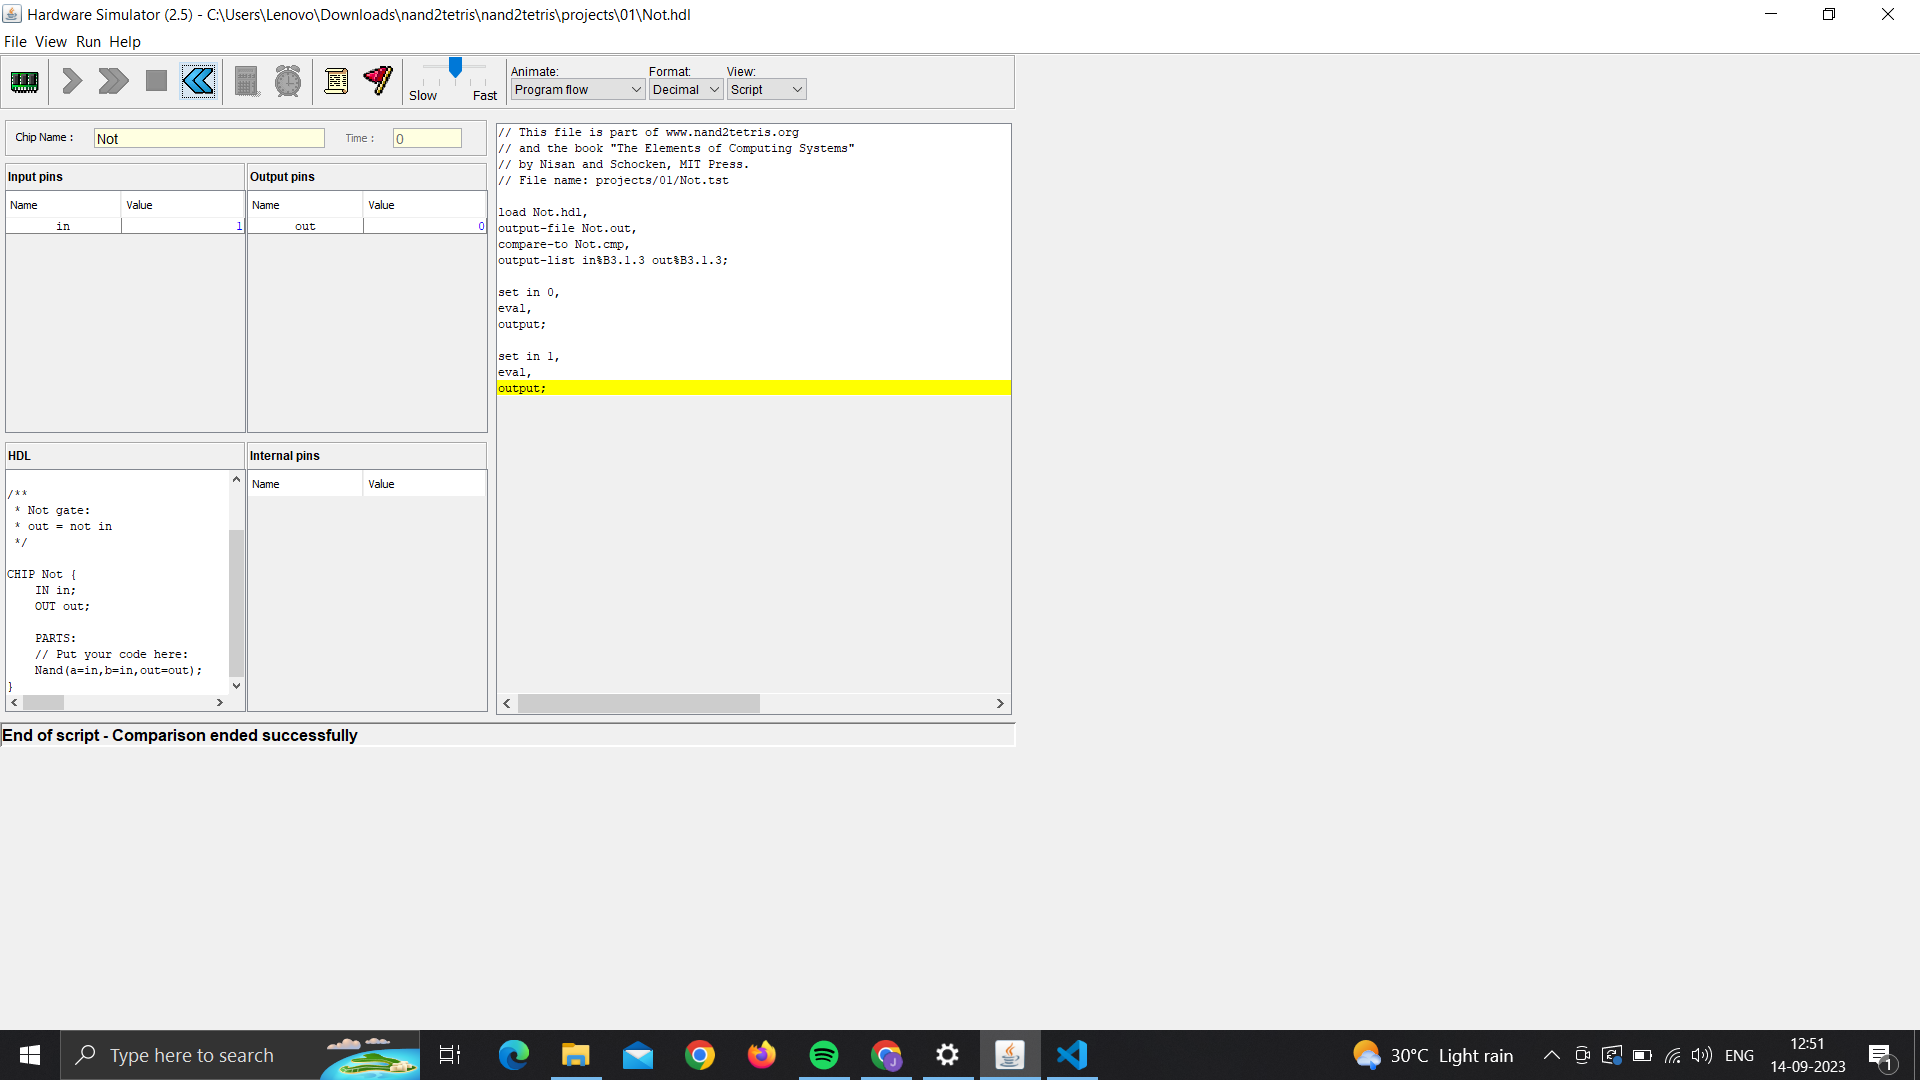 Hardware Simulator (2.5) - C:\Users\Lenovo\Downloads\nand2tetris\nand2tetris\projects\01\Not.hdl
File View Run Help
Slow Fast
Animate: Format: View:
Program flow Decimal Script
Chip Name : Not Time : 0
Input pins
Name Value
in 1
Output pins
Name Value
out 0
HDL
/**
* Not gate:
* out = not in
*/
CHIP Not {
IN in;
OUT out;
PARTS:
// Put your code here:
Nand(a=in,b=in,out=out);
}
Internal pins
Name Value
// This file is part of www.nand2tetris.org
// and the book "The Elements of Computing Systems"
// by Nisan and Schocken, MIT Press.
// File name: projects/01/Not.tst
load Not.hdl,
output-file Not.out,
compare-to Not.cmp,
output-list in%B3.1.3 out%B3.1.3;
set in 0,
eval,
output;
set in 1,
eval,
output;
End of script - Comparison ended successfully
Type here to search
30°C Light rain
ENG
12:51
14-09-2023
1